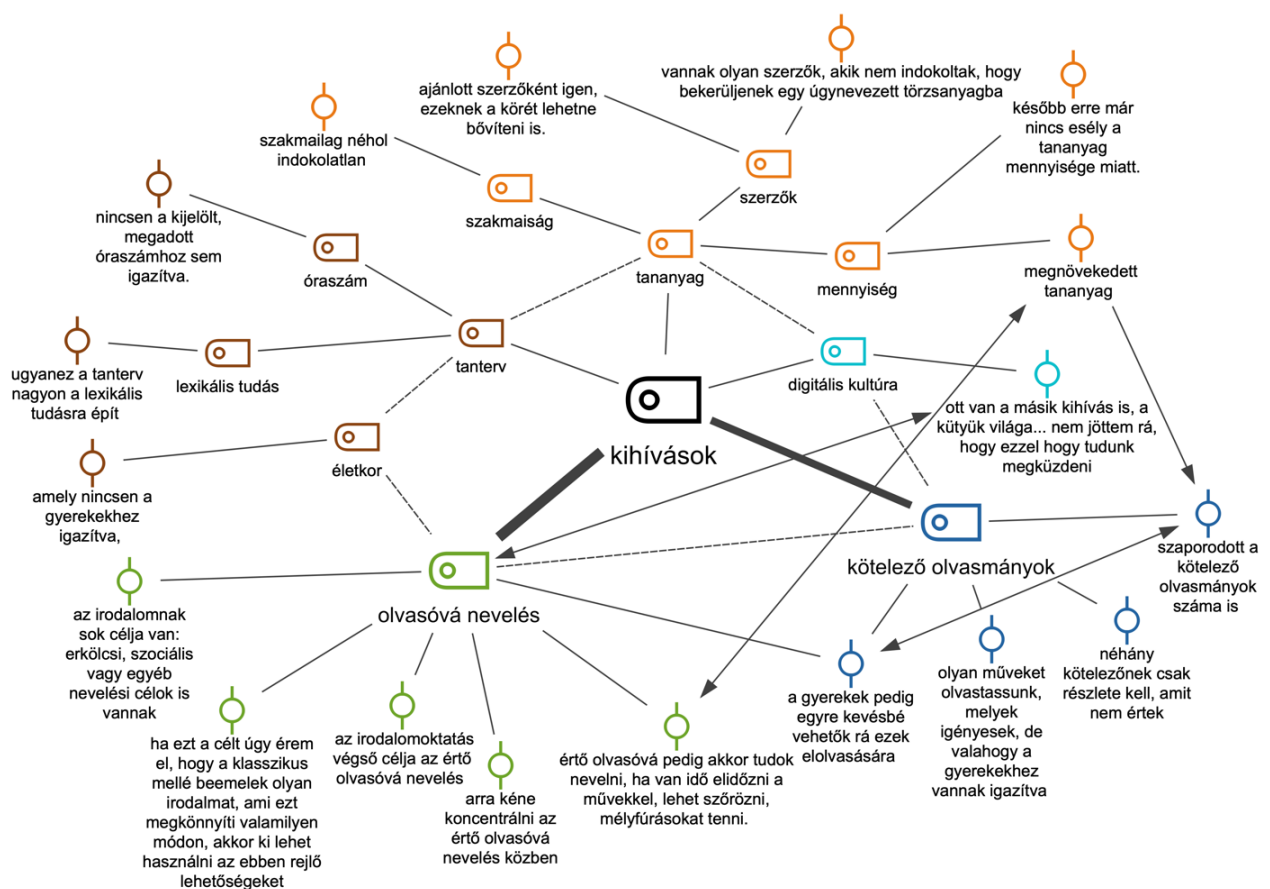 vannak olyan szerzők, akik nem indokoltak, hogy
bekerüljenek egy úgynevezett törzsanyagba
ajánlott szerzőként igen,
ezeknek a körét lehetne
bővíteni is.
később erre már
nincs esély a
tananyag
mennyisége miatt.
szakmailag néhol
indokolatlan
szerzők
nincsen a kijelölt,
megadott
óraszámhoz sem
igazítva.
szakmaiság
óraszám
tananyag
mennyiség
megnövekedett
tananyag
ugyanez a tanterv
nagyon a lexikális
tudásra épít
lexikális tudás
tanterv
digitális kultúra
ott van a másik kihívás is, a
kütyük világa... nem jöttem rá,
hogy ezzel hogy tudunk
megküzdeni
kihívások
életkor
amely nincsen a
gyerekekhez
igazítva,
kötelező olvasmányok
szaporodott a
kötelező
olvasmányok
száma is
olvasóvá nevelés
az irodalomnak
sok célja van:
erkölcsi, szociális
vagy egyéb
nevelési célok is
vannak
ha ezt a célt úgy érem
el, hogy a klasszikus
mellé beemelek olyan
irodalmat, ami ezt
megkönnyíti valamilyen
módon, akkor ki lehet
használni az ebben rejlő
lehetőségeket
az irodalomoktatás
végső célja az értő
olvasóvá nevelés
arra kéne
koncentrálni az
értő olvasóvá
nevelés közben
értő olvasóvá pedig akkor tudok
nevelni, ha van idő elidőzni a
művekkel, lehet szőrözni,
mélyfúrásokat tenni.
a gyerekek pedig
egyre kevésbé
vehetők rá ezek
elolvasására
olyan műveket
olvastassunk,
melyek
igényesek, de
valahogy a
gyerekekhez
vannak igazítva
néhány
kötelezőnek csak
részlete kell, amit
nem értek